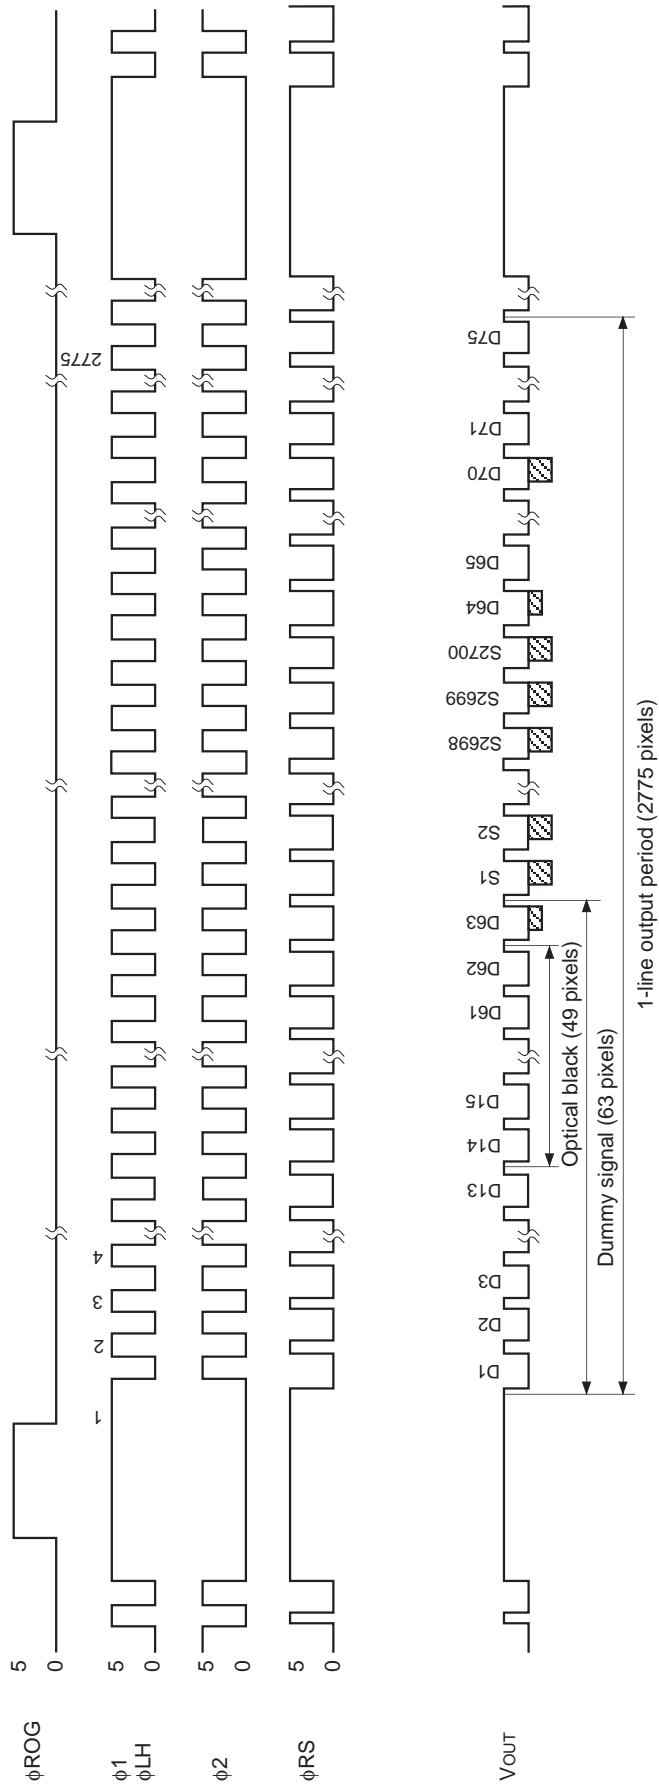 ϕROG
5
0
ϕ1
ϕLH
5
0
1
2
3
4
2775
ϕ2
5
0
ϕRS
5
0
VOUT
D1
D2
D3
D13
D14
D15
D61
D62
D63
S1
S2
S2698
S2699
S2700
D64
D65
D70
D71
D75
Optical black (49 pixels)
Dummy signal (63 pixels)
1-line output period (2775 pixels)